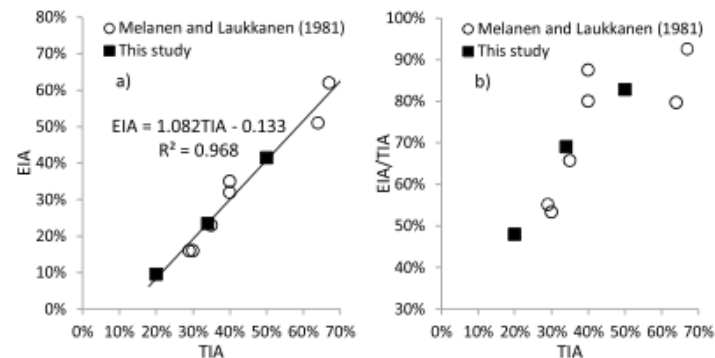 80%
70%
60%
50%
40%
30%
20%
10%
0%
EIA
○ Melanen and Laukkanen (1981)
■ This study
a)
EIA = 1.082TIA - 0.133
R² = 0.968
0% 10% 20% 30% 40% 50% 60% 70%
TIA
100%
90%
80%
70%
60%
50%
40%
30%
EIA/TIA
○ Melanen and Laukkanen (1981)
■ This study
b)
0% 10% 20% 30% 40% 50% 60% 70%
TIA